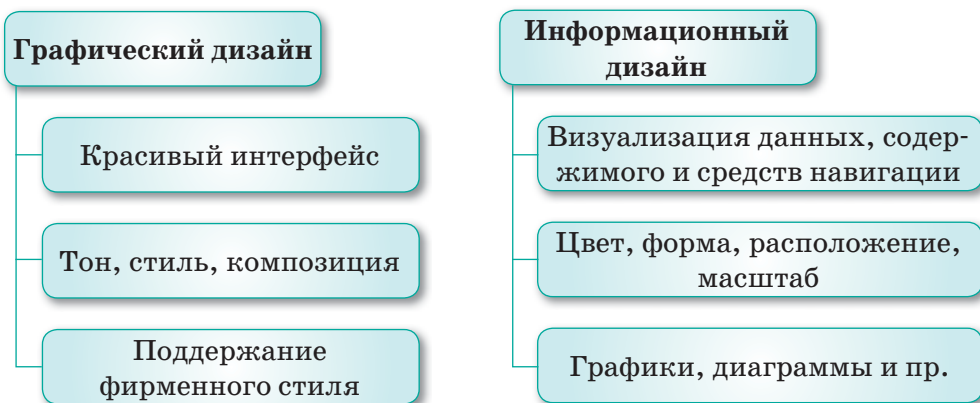 Графический дизайн
Красивый интерфейс
Тон, стиль, композиция
Поддержание
фирменного стиля
Информационный
дизайн
Визуализация данных, содер-
жимого и средств навигации
Цвет, форма, расположение,
масштаб
Графики, диаграммы и пр.